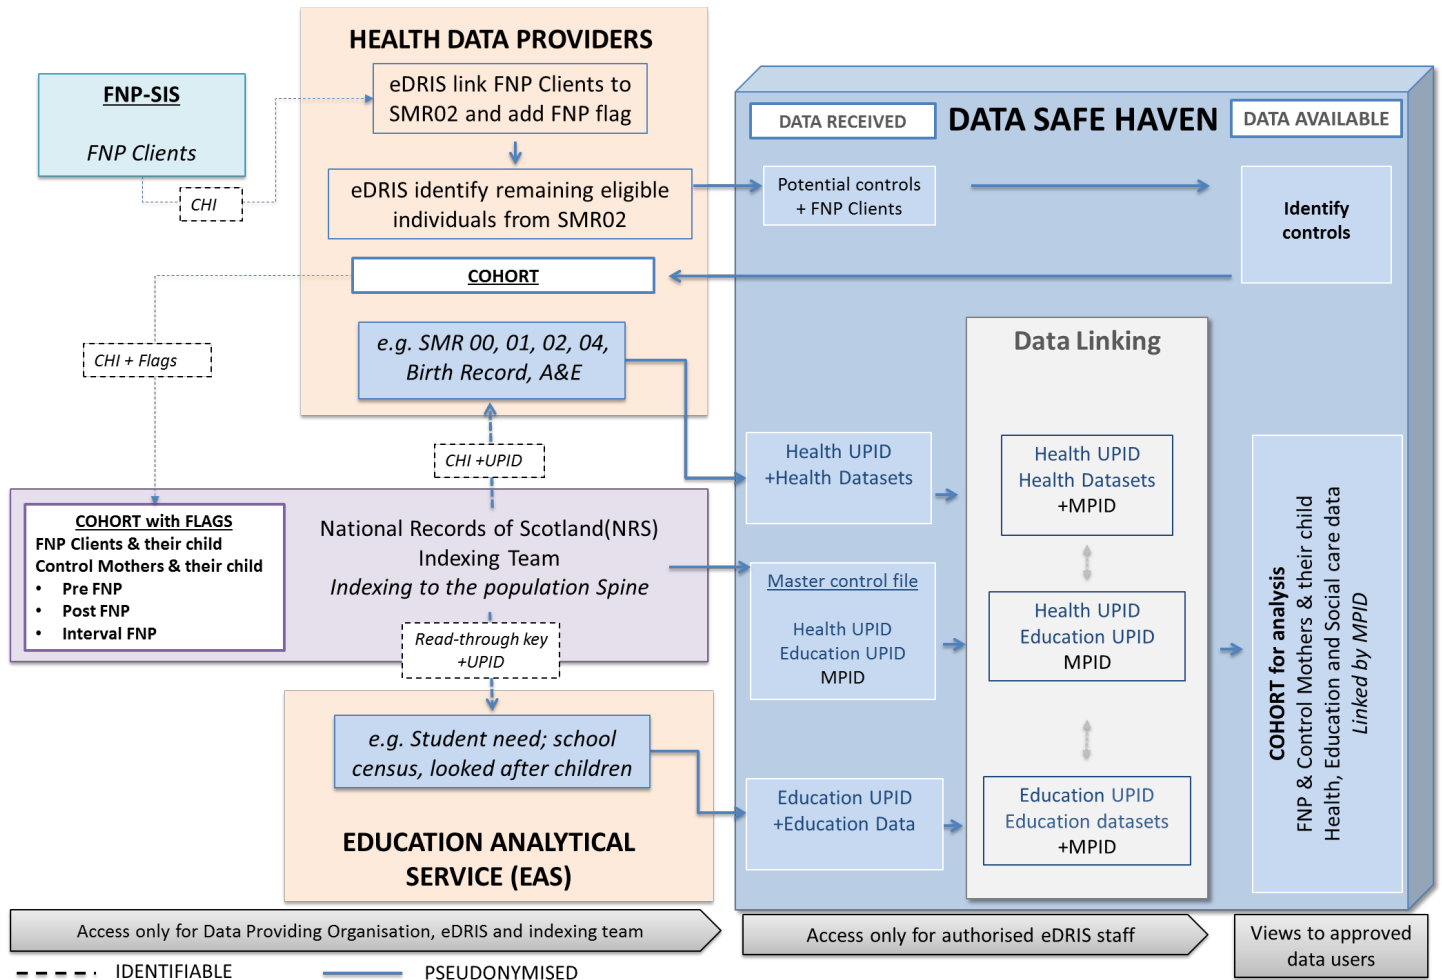 HEALTH DATA PROVIDERS
FNP-SIS
FNP Clients
CHI
eDRIS link FNP Clients to
SMR02 and add FNP flag
eDRIS identify remaining eligible
individuals from SMR02
COHORT
CHI + Flags
e.g. SMR 00, 01, 02, 04,
Birth Record, A&E
CHI +UPID
COHORT with FLAGS
FNP Clients & their child
Control Mothers & their child
• Pre FNP
• Post FNP
• Interval FNP
National Records of Scotland(NRS)
Indexing Team
Indexing to the population Spine
Read-through key
+UPID
e.g. Student need; school
census, looked after children
EDUCATION ANALYTICAL
SERVICE (EAS)
DATA RECEIVED
DATA SAFE HAVEN
DATA AVAILABLE
Potential controls
+ FNP Clients
Identify
controls
Data Linking
Health UPID
+Health Datasets
Health UPID
Health Datasets
+MPID
Master control file
Health UPID
Education UPID
MPID
Health UPID
Education UPID
MPID
Education UPID
+Education Data
Education UPID
Education datasets
+MPID
COHORT for analysis
FNP & Control Mothers & their child
Health, Education and Social care data
Linked by MPID
Access only for Data Providing Organisation, eDRIS and indexing team
Access only for authorised eDRIS staff
Views to approved
data users
IDENTIFIABLE
PSEUDONYMISED